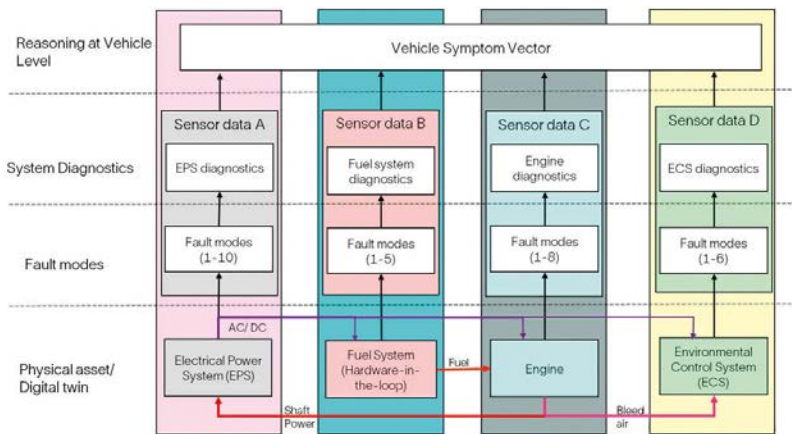 Reasoning at Vehicle
Level
Vehicle Symptom Vector
System Diagnostics
Sensor data A
EPS diagnostics
Sensor data B
Fuel system
diagnostics
Sensor data C
Engine
diagnostics
Sensor data D
ECS diagnostics
Fault modes
Fault modes
(1-10)
Fault modes
(1-5)
Fault modes
(1-8)
Fault modes
(1-6)
Physical asset/
Digital twin
AC/ DC
Electrical Power
System (EPS)
Fuel System
(Hardware-in-
the-loop)
Fuel
Engine
Environmental
Control System
(ECS)
Shaft
Power
Bleed
air